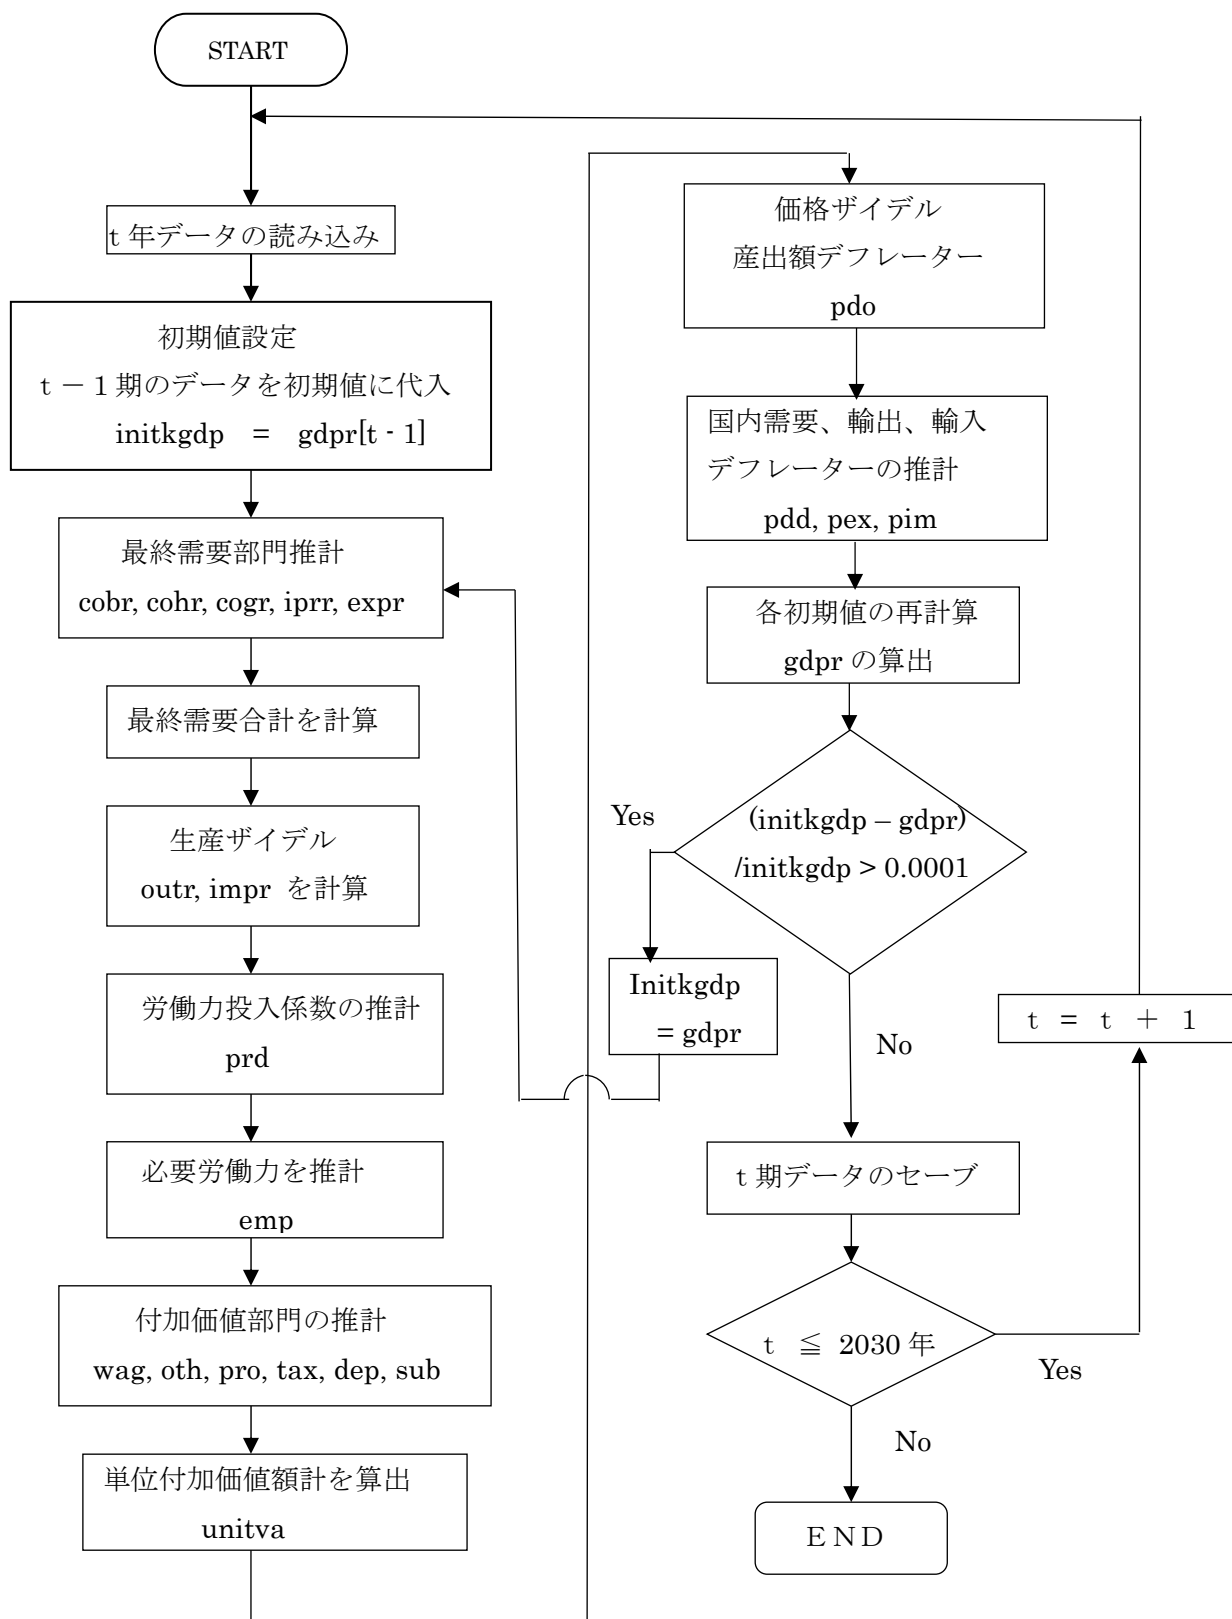 START
t 年データの読み込み
初期値設定
t － 1 期のデータを初期値に代入
initkgdp = gdpr[t - 1]
最終需要部門推計
cobr, cohr, cogr, iprr, expr
最終需要合計を計算
生産ザイデル
outr, impr を計算
労働力投入係数の推計
prd
必要労働力を推計
emp
付加価値部門の推計
wag, oth, pro, tax, dep, sub
単位付加価値額計を算出
unitva
価格ザイデル
産出額デフレーター
pdo
国内需要、輸出、輸入
デフレーターの推計
pdd, pex, pim
各初期値の再計算
gdpr の算出
(initkgdp – gdpr)
/initkgdp > 0.0001
Yes
Initkgdp
= gdpr
No
t = t + 1
t 期データのセーブ
t ≦ 2030 年
Yes
No
ＥＮＤ